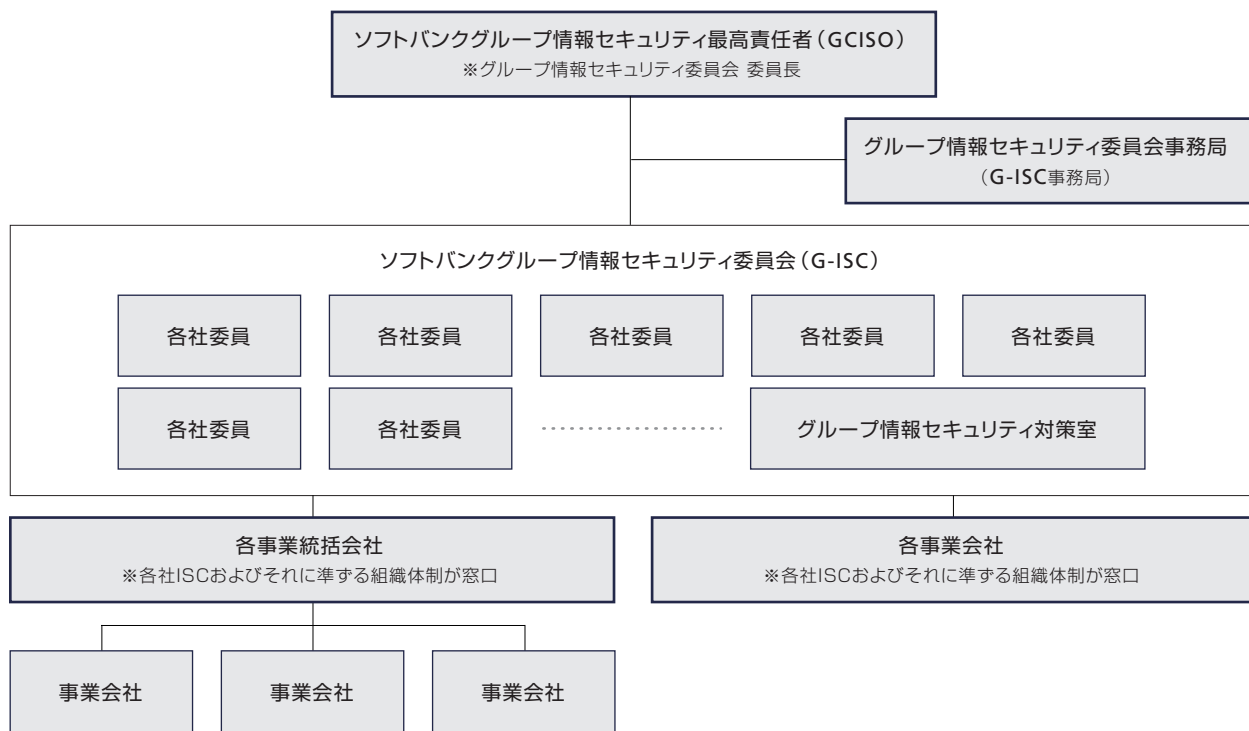 ソフトバンクグループ情報セキュリティ最高責任者（GCISO）
※グループ情報セキュリティ委員会 委員長
グループ情報セキュリティ委員会事務局
（G-ISC事務局）
ソフトバンクグループ情報セキュリティ委員会（G-ISC）
各社委員
各社委員
各社委員
各社委員
各社委員
各社委員
各社委員
グループ情報セキュリティ対策室
各事業統括会社
※各社ISCおよびそれに準ずる組織体制が窓口
各事業会社
※各社ISCおよびそれに準ずる組織体制が窓口
事業会社
事業会社
事業会社